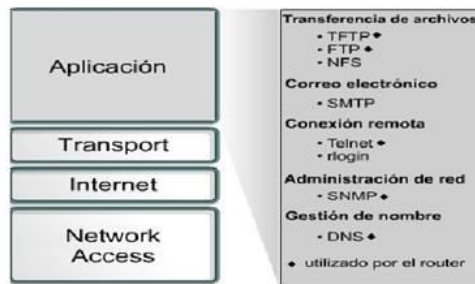 Aplicación
Transport
Internet
Network
Access
Transferencia de archivos
• TFTP ♦
• FTP ♦
• NFS
Correo electrónico
• SMTP
Conexión remota
• Telnet ♦
• rlogin
Administración de red
• SNMP ♦
Gestión de nombre
• DNS ♦
♦ utilizado por el router